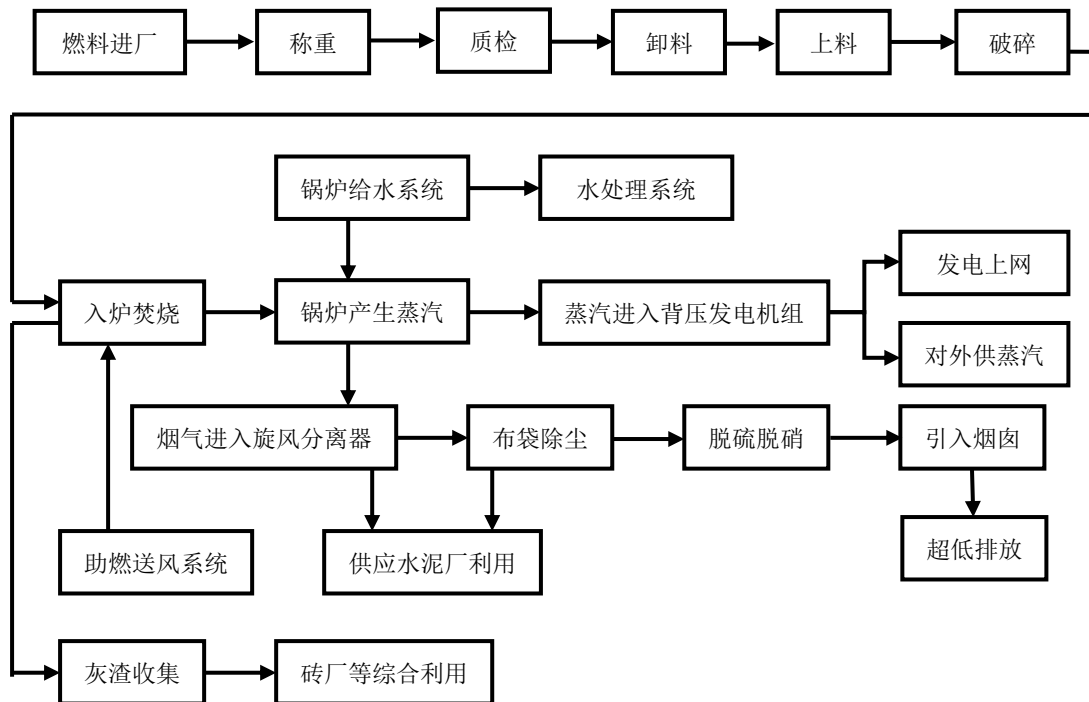 燃料进厂
称重
质检
卸料
上料
破碎
锅炉给水系统
水处理系统
发电上网
入炉焚烧
锅炉产生蒸汽
蒸汽进入背压发电机组
对外供蒸汽
烟气进入旋风分离器
布袋除尘
脱硫脱硝
引入烟囱
助燃送风系统
供应水泥厂利用
超低排放
灰渣收集
砖厂等综合利用